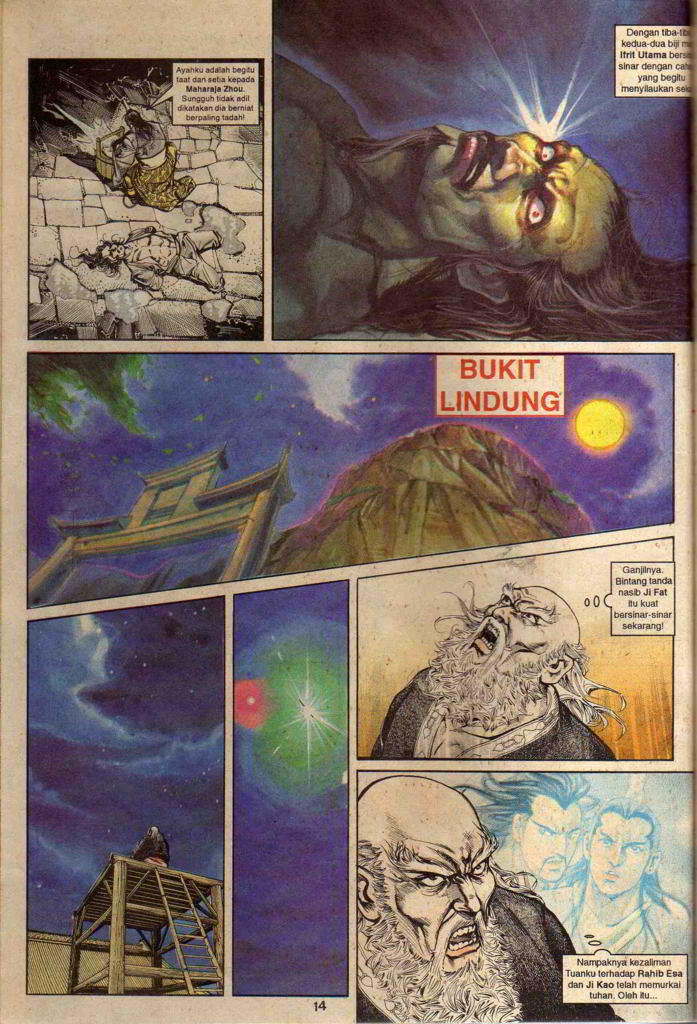 Ayahku adalah begitu
taat dan setia kepada
Maharaja Zhou.
Sungguh tidak adil
dikatakan dia berniat
berpaling tadah!
Dengan tiba-tiba
kedua-dua biji
Ifrit Utama
sinar dengan
yang begitu
menyilaukan
BUKIT
LINDUNG
Ganjilnya.
Bintang tanda
nasib Ji Fat
itu kuat
bersinar-sinar
sekarang!
Nampaknya kezaliman
Tuanku terhadap Rahib Esa
dan Ji Kao telah memurkai
tuhan. Oleh itu...
14